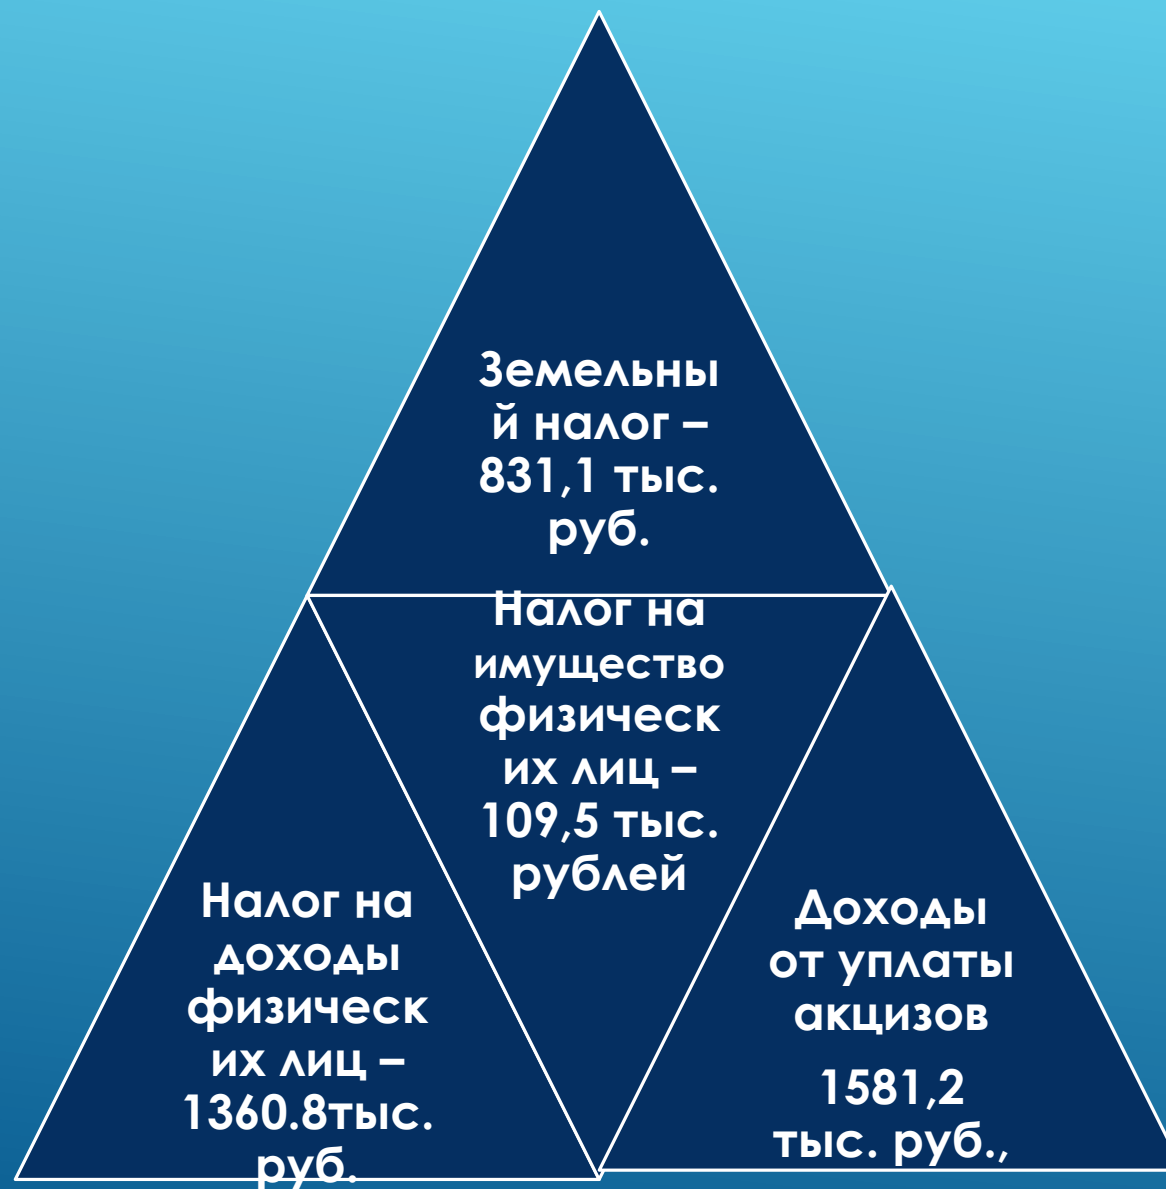 Земельны
й налог –
831,1 тыс.
руб.
Налог на
имущество
физическ
их лиц –
109,5 тыс.
рублей
Налог на
доходы
физическ
их лиц –
1360.8тыс.
руб.
Доходы
от уплаты
акцизов
1581,2
тыс. руб.,